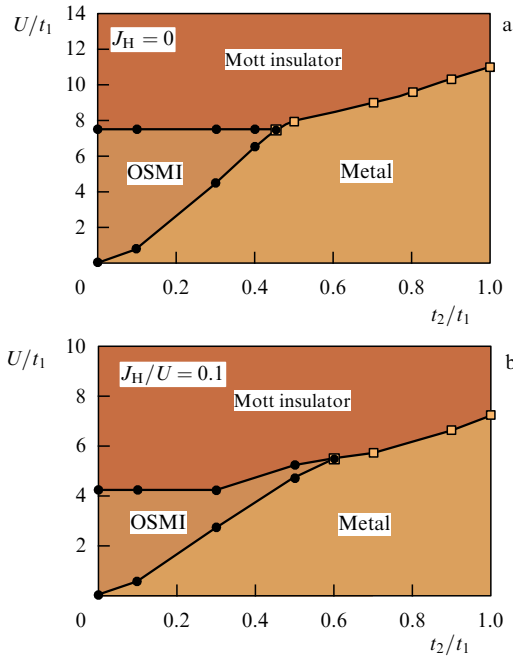 U/t₁
14
a
J_H = 0
12
Mott insulator
10
8
6
OSMI
Metal
4
2
0
0.2
0.4
0.6
0.8
1.0
t₂/t₁
U/t₁
10
b
J_H/U = 0.1
Mott insulator
8
6
4
OSMI
Metal
2
0
0.2
0.4
0.6
0.8
1.0
t₂/t₁